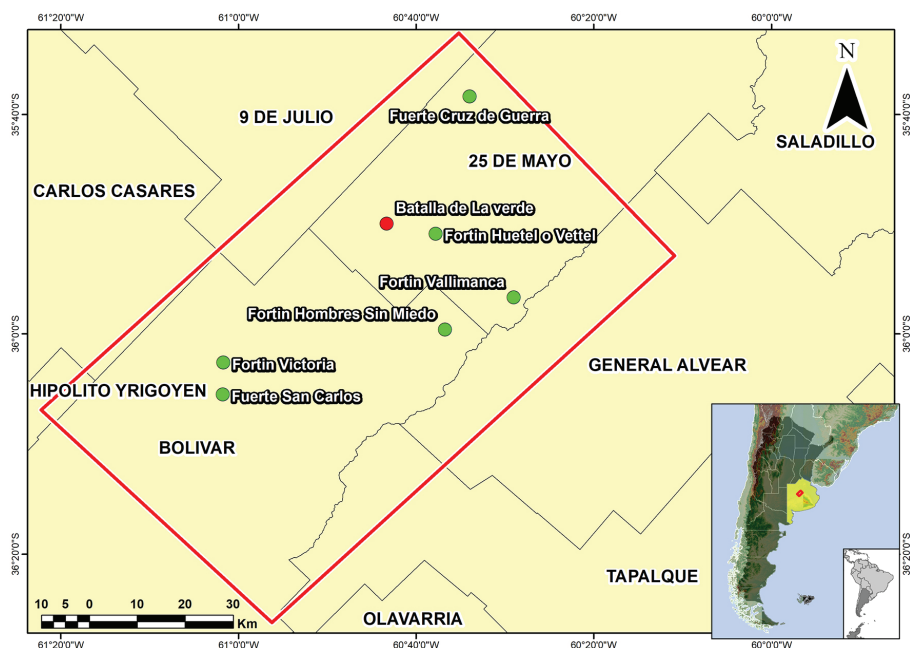 61°20'0"W 61°0'0"W 60°40'0"W 60°20'0"W 60°0'0"W
N
35°40'0"S 35°40'0"S
9 DE JULIO
Fuerte Cruz de Guerra
SALADILLO
25 DE MAYO
CARLOS CASARES
Batalla de La verde
Fortin Huetel o Vettel
Fortin Vallimanca
Fortin Hombres Sin Miedo
36°0'0"S 36°0'0"S
Fortin Victoria
GENERAL ALVEAR
HIPOLITO YRIGOYEN
Fuerte San Carlos
BOLIVAR
36°20'0"S 36°20'0"S
TAPALQUE
10 5 0 10 20 30
Km
OLAVARRIA
61°20'0"W 61°0'0"W 60°40'0"W 60°20'0"W 60°0'0"W